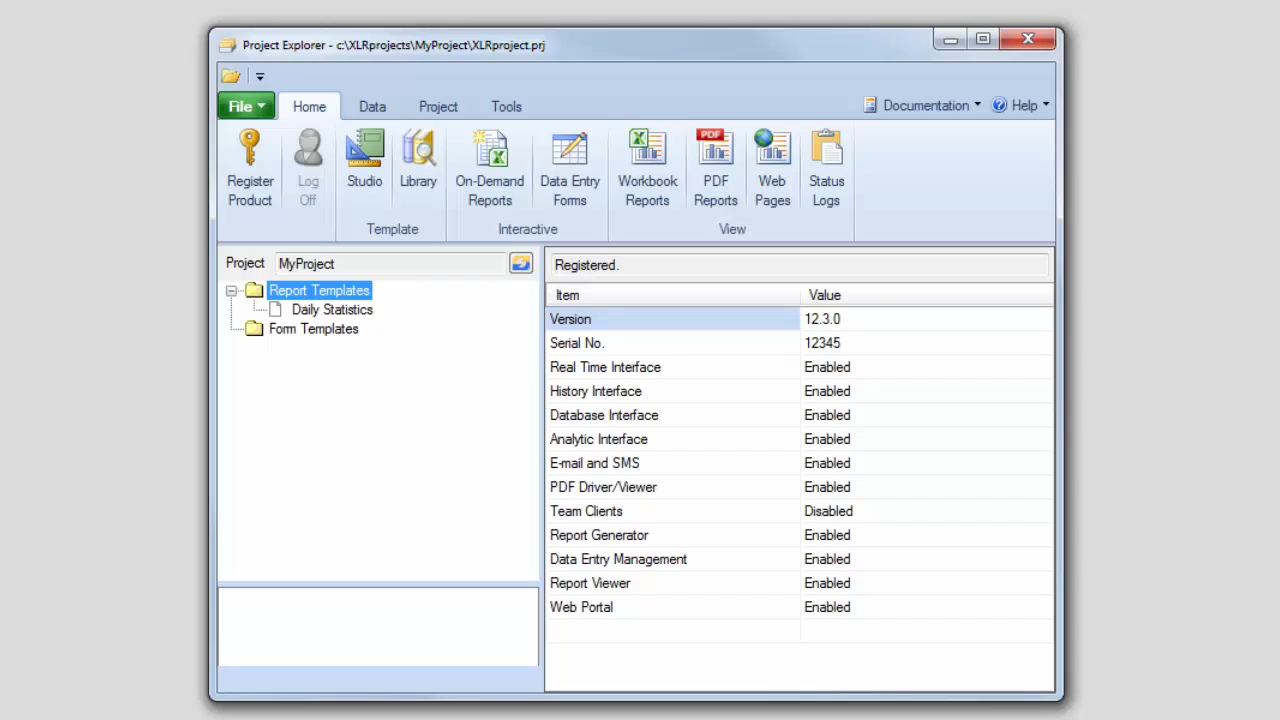 Project Explorer - c:\XLRprojects\MyProject\XLRproject.prj
File Home Data Project Tools Documentation Help
Register Product
Log Off
Studio
Library
On-Demand Reports
Data Entry Forms
Workbook Reports
PDF
PDF Reports
Web Pages
Status Logs
Template Interactive View
Project MyProject
Report Templates
Daily Statistics
Form Templates
Registered.
Item Value
Version 12.3.0
Serial No. 12345
Real Time Interface Enabled
History Interface Enabled
Database Interface Enabled
Analytic Interface Enabled
E-mail and SMS Enabled
PDF Driver/Viewer Enabled
Team Clients Disabled
Report Generator Enabled
Data Entry Management Enabled
Report Viewer Enabled
Web Portal Enabled